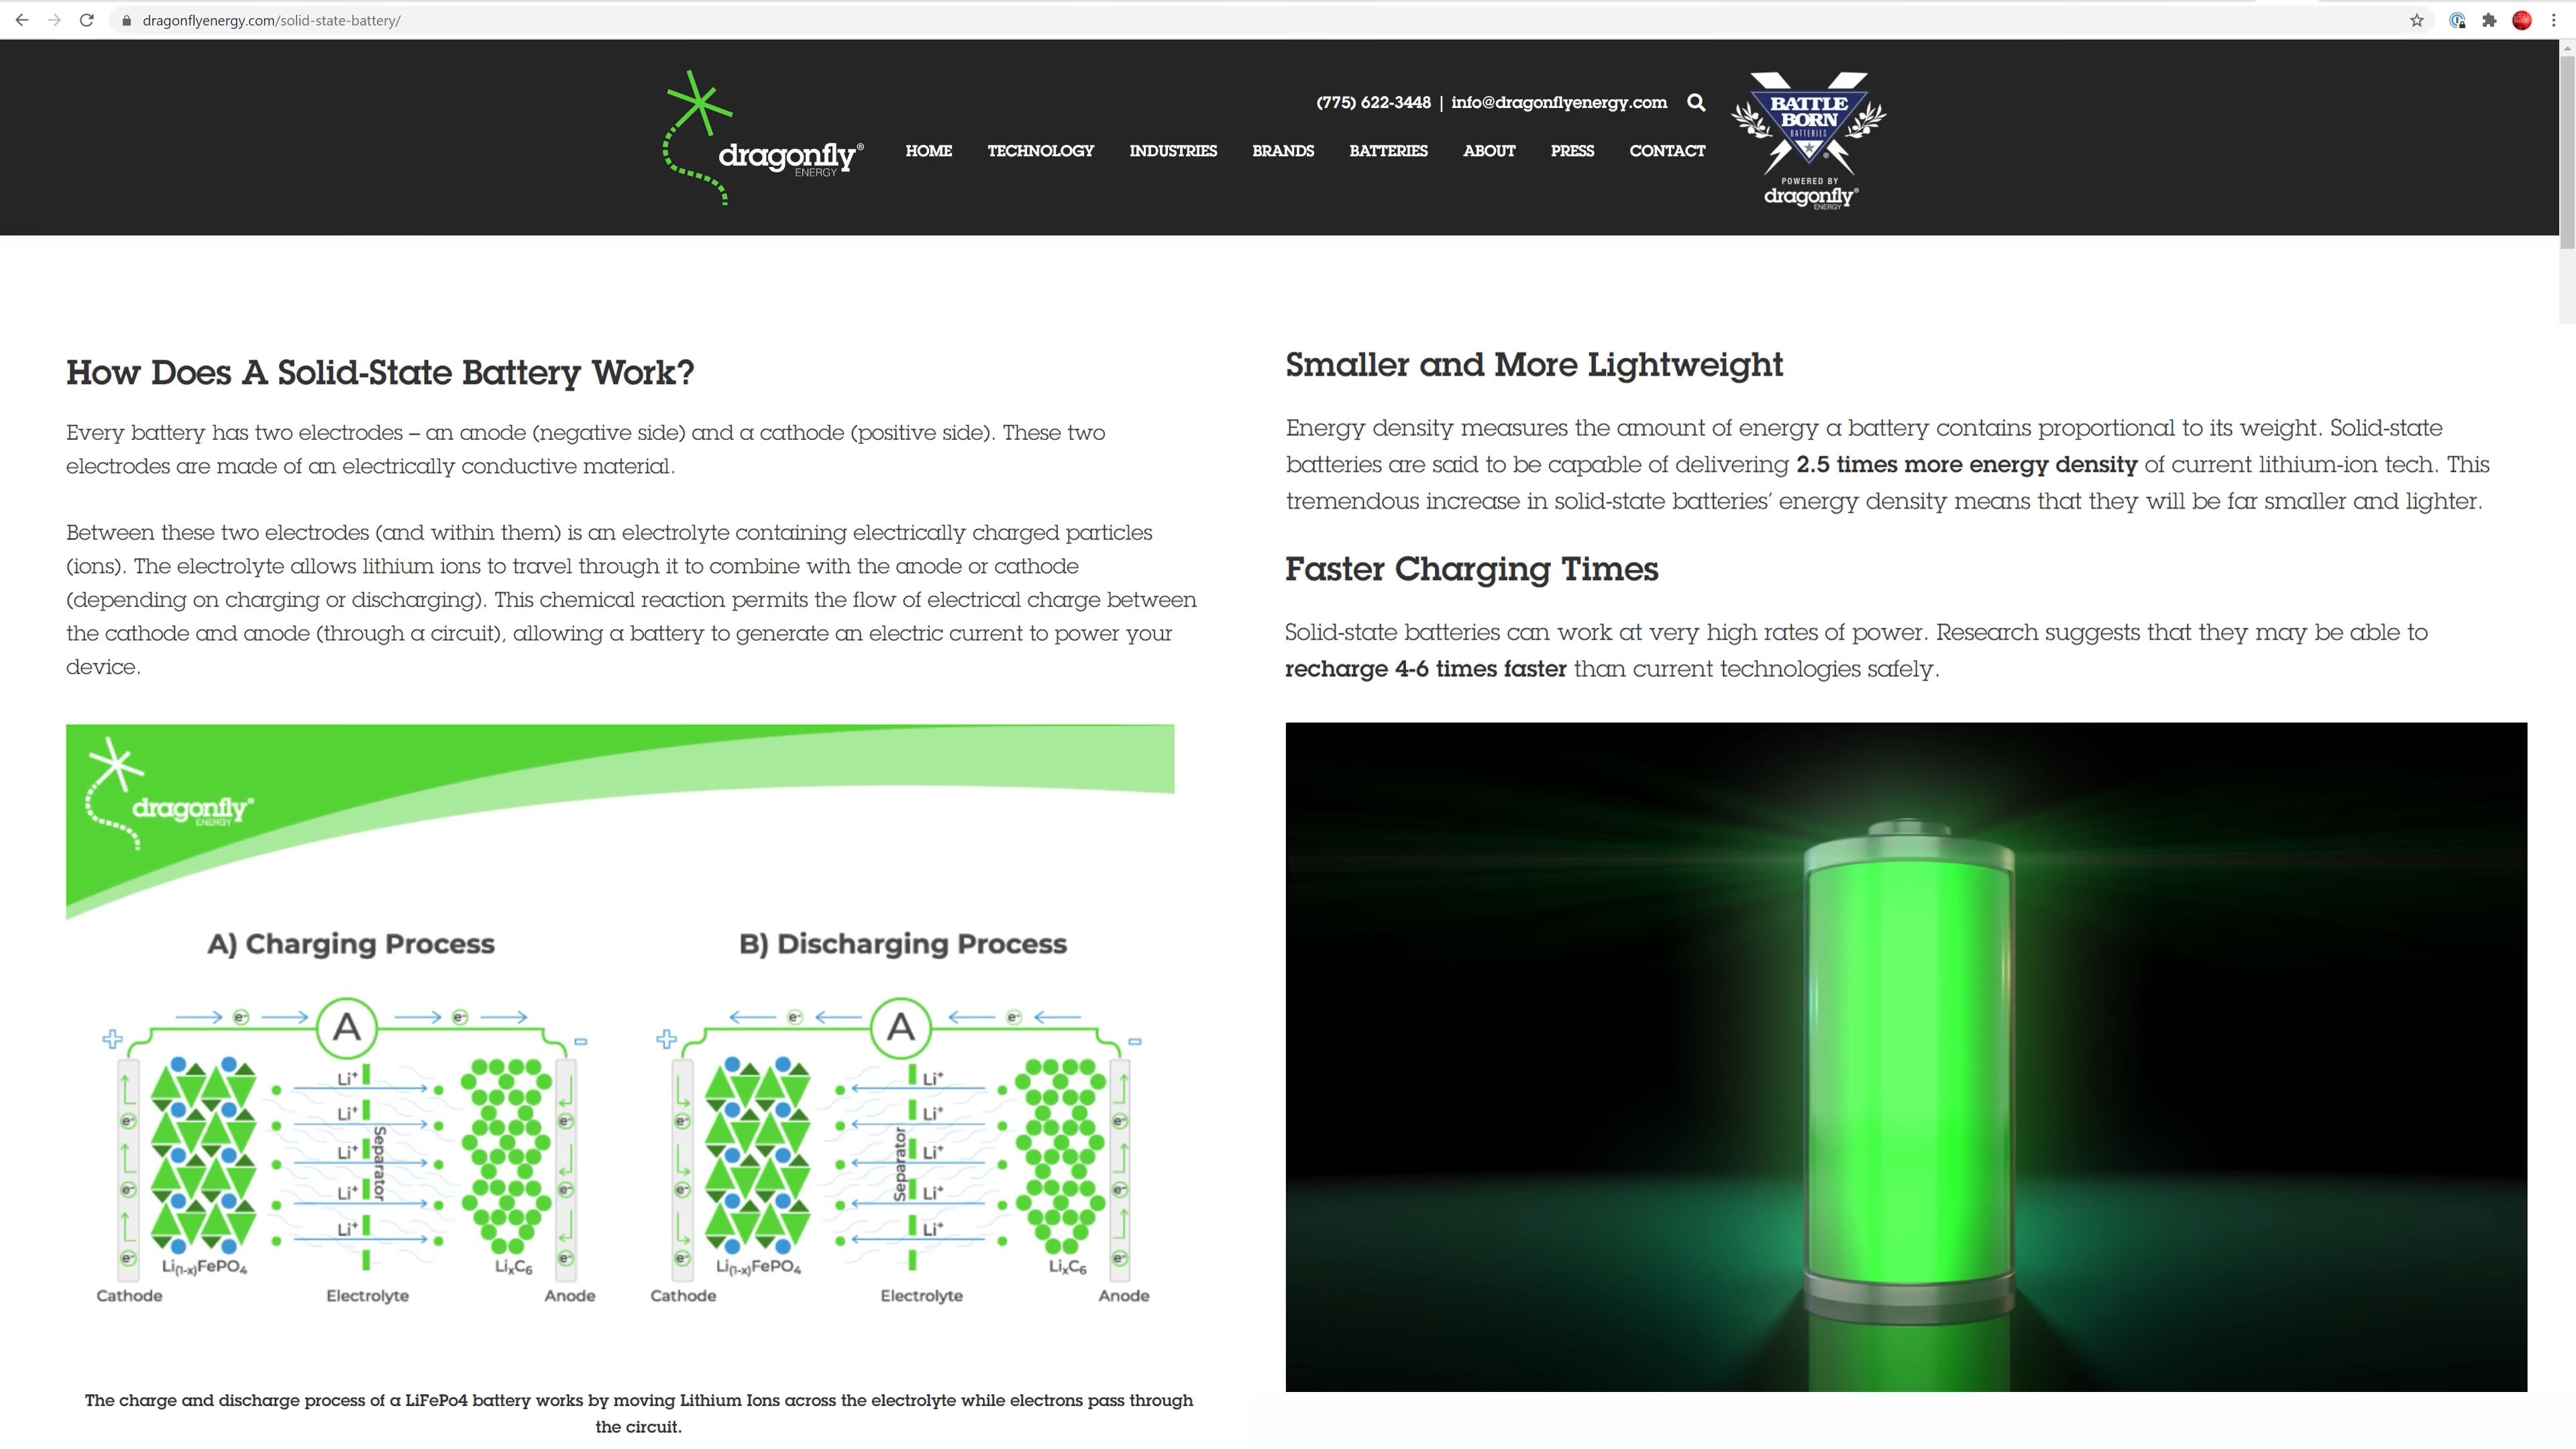 dragonflyenergy.com/solid-state-battery/
(775) 622-3448 | info@dragonflyenergy.com
dragonfly®
ENERGY
HOME TECHNOLOGY INDUSTRIES BRANDS BATTERIES ABOUT PRESS CONTACT
BATTLE
BORN
BATTERIES
®
POWERED BY
dragonfly®
ENERGY
How Does A Solid-State Battery Work?
Every battery has two electrodes – an anode (negative side) and a cathode (positive side). These two
electrodes are made of an electrically conductive material.
Between these two electrodes (and within them) is an electrolyte containing electrically charged particles
(ions). The electrolyte allows lithium ions to travel through it to combine with the anode or cathode
(depending on charging or discharging). This chemical reaction permits the flow of electrical charge between
the cathode and anode (through a circuit), allowing a battery to generate an electric current to power your
device.
dragonfly®
ENERGY
A) Charging Process
e⁻ A e⁻
+ -
Li⁺
Li⁺
Li⁺
Li⁺
Li⁺
Separator
e⁻ e⁻
e⁻ e⁻
e⁻ e⁻
Li(1-x)FePO4 LixC6
Cathode Electrolyte Anode
B) Discharging Process
e⁻ A e⁻
+ -
Li⁺
Li⁺
Li⁺
Li⁺
Li⁺
Separator
e⁻ e⁻
e⁻ e⁻
e⁻ e⁻
Li(1-x)FePO4 LixC6
Cathode Electrolyte Anode
The charge and discharge process of a LiFePo4 battery works by moving Lithium Ions across the electrolyte while electrons pass through
the circuit.
Smaller and More Lightweight
Energy density measures the amount of energy a battery contains proportional to its weight. Solid-state
batteries are said to be capable of delivering 2.5 times more energy density of current lithium-ion tech. This
tremendous increase in solid-state batteries’ energy density means that they will be far smaller and lighter.
Faster Charging Times
Solid-state batteries can work at very high rates of power. Research suggests that they may be able to
recharge 4-6 times faster than current technologies safely.